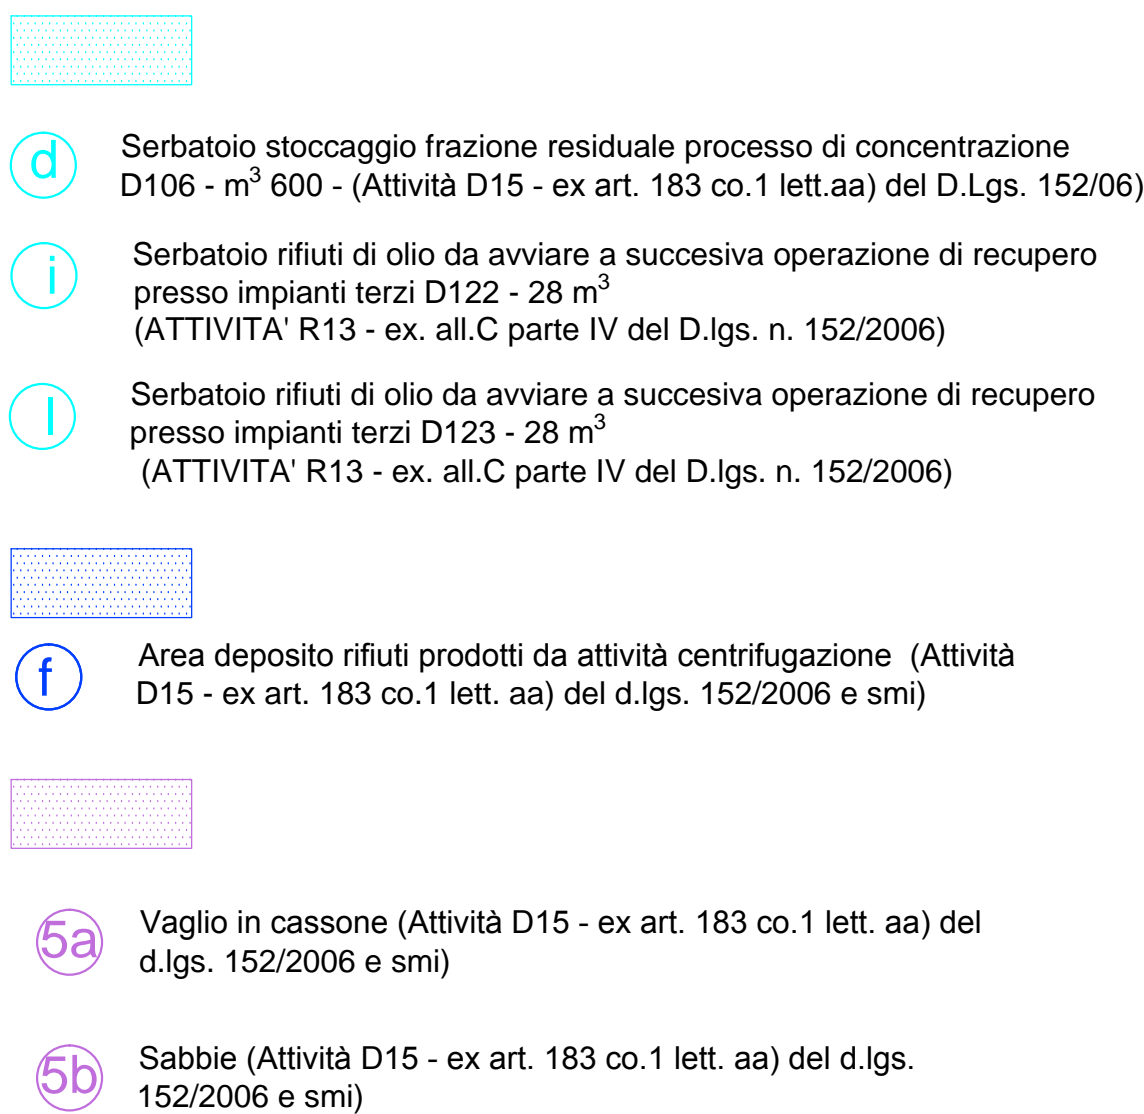 d
Serbatoio stoccaggio frazione residuale processo di concentrazione
D106 - m³ 600 - (Attività D15 - ex art. 183 co.1 lett.aa) del D.Lgs. 152/06)
i
Serbatoio rifiuti di olio da avviare a succesiva operazione di recupero
presso impianti terzi D122 - 28 m³
(ATTIVITA' R13 - ex. all.C parte IV del D.lgs. n. 152/2006)
l
Serbatoio rifiuti di olio da avviare a succesiva operazione di recupero
presso impianti terzi D123 - 28 m³
(ATTIVITA' R13 - ex. all.C parte IV del D.lgs. n. 152/2006)
f
Area deposito rifiuti prodotti da attività centrifugazione (Attività
D15 - ex art. 183 co.1 lett. aa) del d.lgs. 152/2006 e smi)
5a
Vaglio in cassone (Attività D15 - ex art. 183 co.1 lett. aa) del
d.lgs. 152/2006 e smi)
5b
Sabbie (Attività D15 - ex art. 183 co.1 lett. aa) del d.lgs.
152/2006 e smi)